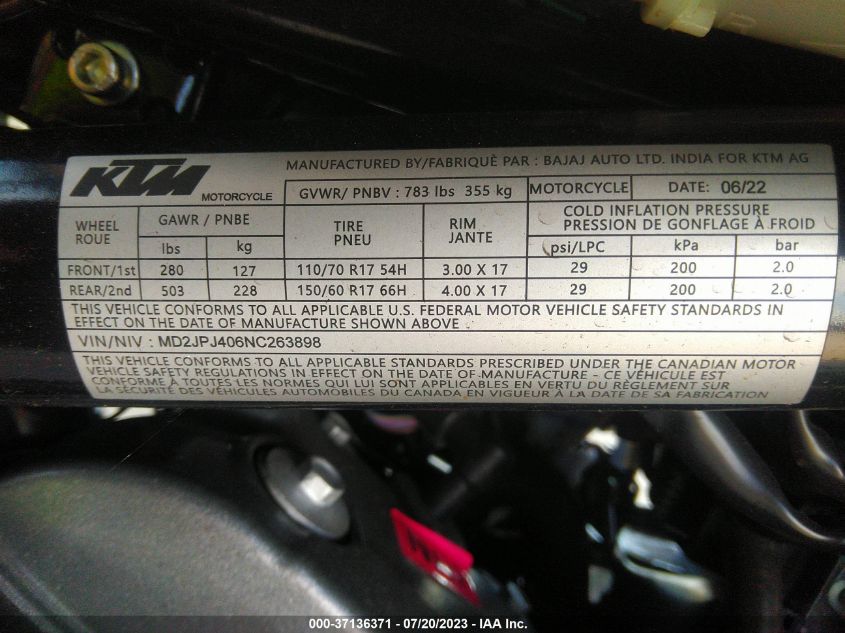 KTM MOTORCYCLE
MANUFACTURED BY/FABRIQUÈ PAR : BAJAJ AUTO LTD. INDIA FOR KTM AG
GVWR/ PNBV : 783 lbs 355 kg MOTORCYCLE DATE: 06/22
WHEEL ROUE GAWR / PNBE TIRE PNEU RIM JANTE COLD INFLATION PRESSURE
PRESSION DE GONFLAGE À FROID
lbs kg psi/LPC kPa bar
FRONT/1st 280 127 110/70 R17 54H 3.00 X 17 29 200 2.0
REAR/2nd 503 228 150/60 R17 66H 4.00 X 17 29 200 2.0
THIS VEHICLE CONFORMS TO ALL APPLICABLE U.S. FEDERAL MOTOR VEHICLE SAFETY STANDARDS IN
EFFECT ON THE DATE OF MANUFACTURE SHOWN ABOVE
VIN/NIV : MD2JPJ406NC263898
THIS VEHICLE CONFORMS TO ALL APPLICABLE STANDARDS PRESCRIBED UNDER THE CANADIAN MOTOR
VEHICLE SAFETY REGULATIONS IN EFFECT ON THE DATE OF MANUFACTURE - CE VÉHICULE EST
CONFORME À TOUTES LES NORMES QUI LUI SONT APPLICABLES EN VERTU DU RÈGLEMENT SUR
LA SÉCURITÉ DES VÉHICULES AUTOMOBILES DU CANADA EN VIGUEUR À LA DATE DE SA FABRICATION
000-37136371 / 07/20/2023 - IAA Inc.